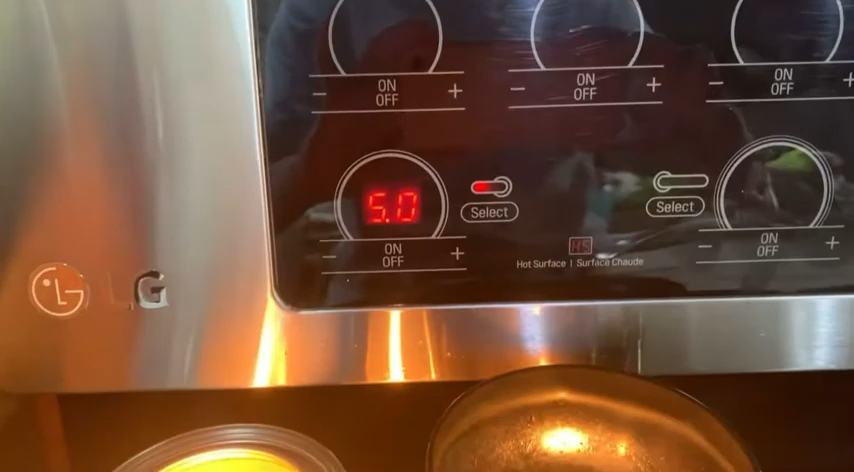 ON
OFF
- +
ON
OFF
- +
ON
OFF
- +
5.0
Select
ON
OFF
- +
Select
ON
OFF
- +
HS
Hot Surface | Surface Chaude
LG